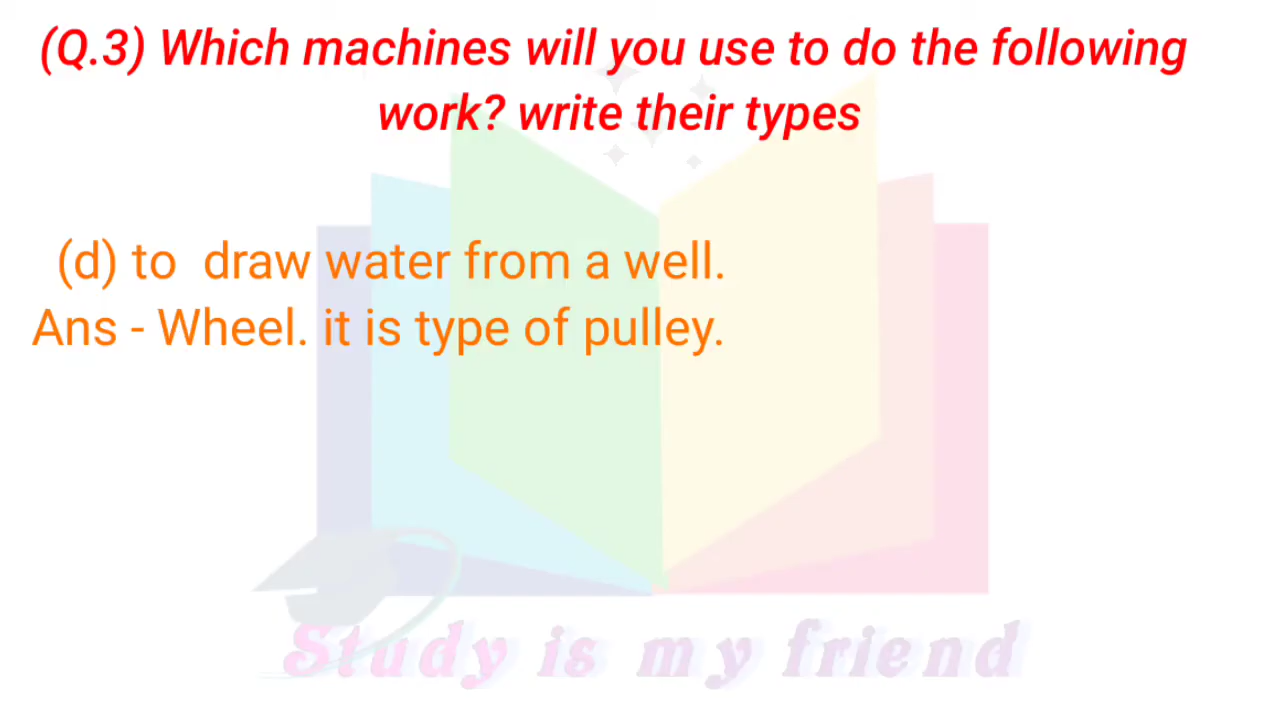 (Q.3) Which machines will you use to do the following
work? write their types
(d) to draw water from a well.
Ans - Wheel. it is type of pulley.
Study is my friend